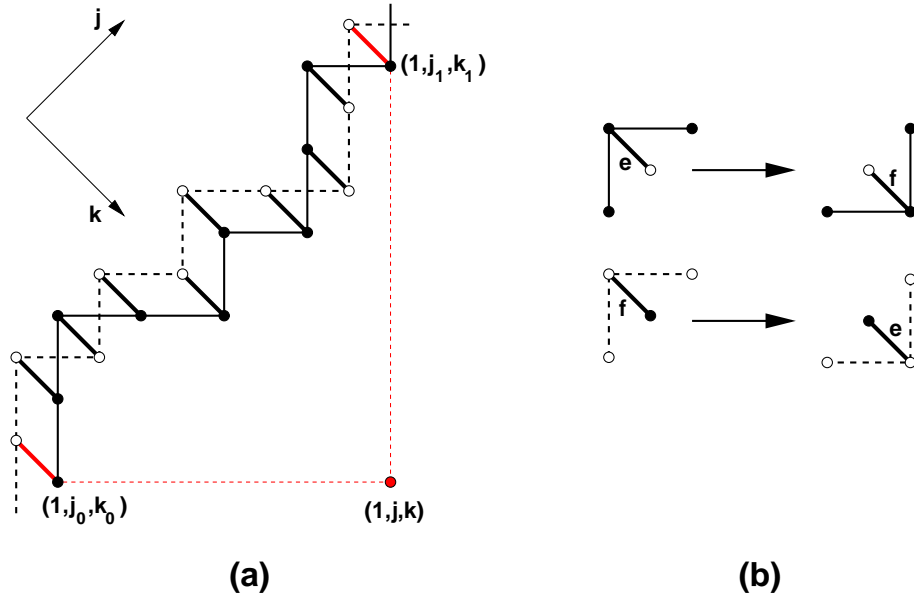 j
k
(1,j₁,k₁)
(1,j₀,k₀)
(1,j,k)
(a)
e
f
f
e
(b)